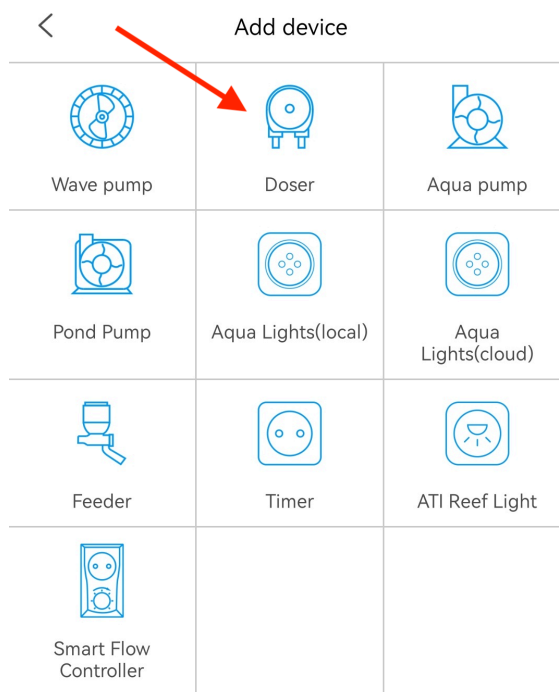 Add device
Wave pump
Doser
Aqua pump
Pond Pump
Aqua Lights(local)
Aqua
Lights(cloud)
Feeder
Timer
ATI Reef Light
Smart Flow
Controller